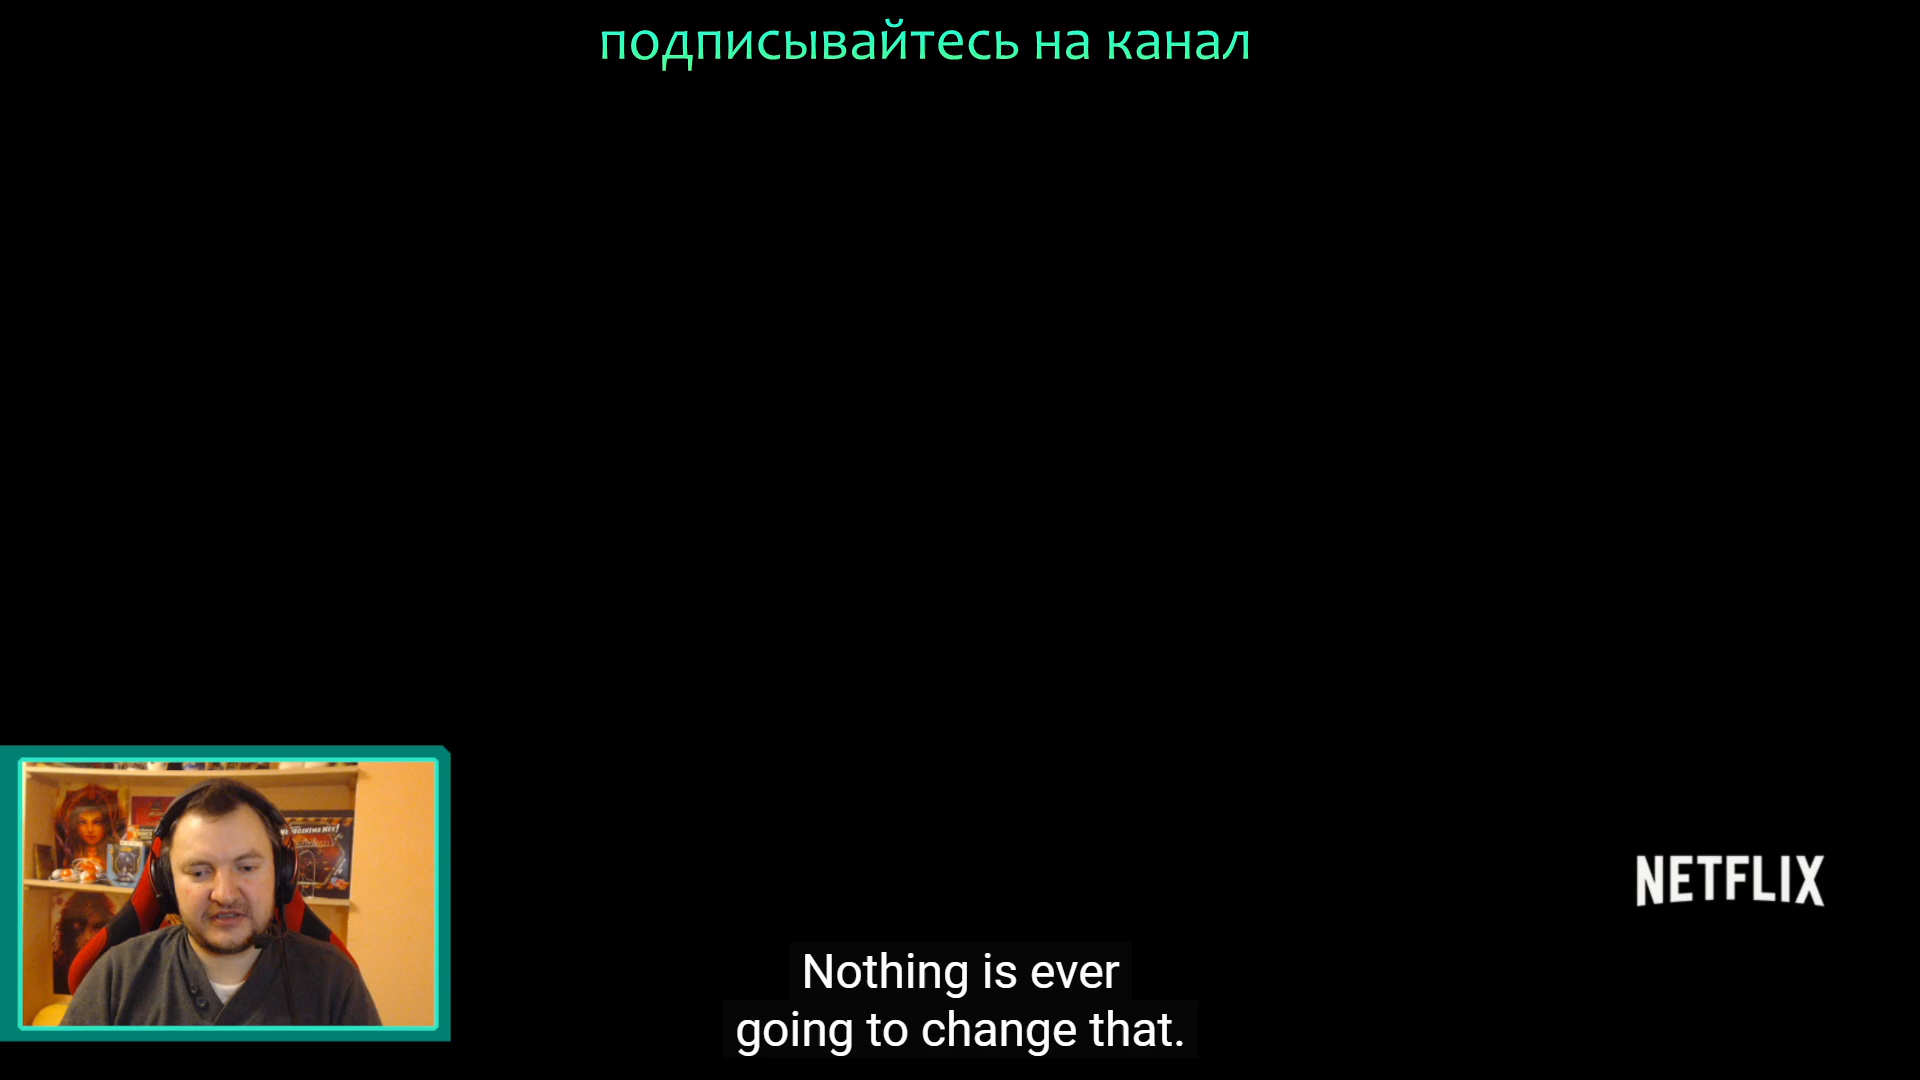 подписывайтесь на канал
NETFLIX
Nothing is ever
going to change that.